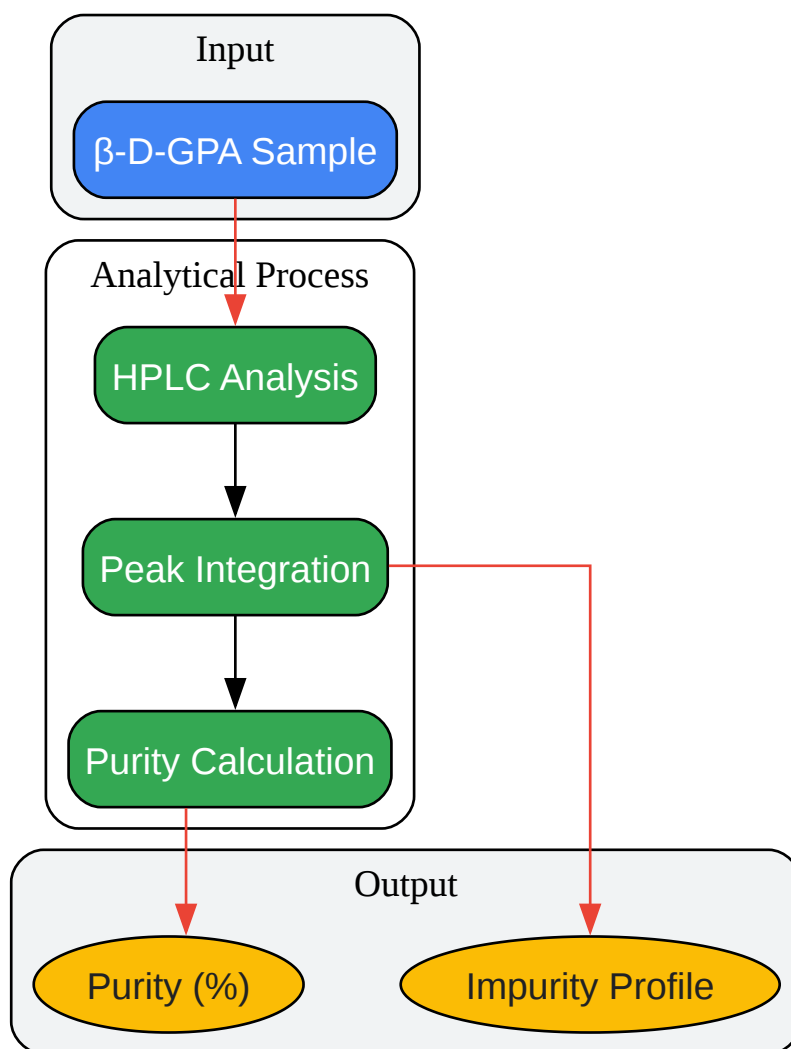 Input
β-D-GPA Sample
Analytical Process
HPLC Analysis
Peak Integration
Purity Calculation
Output
Purity (%)
Impurity Profile